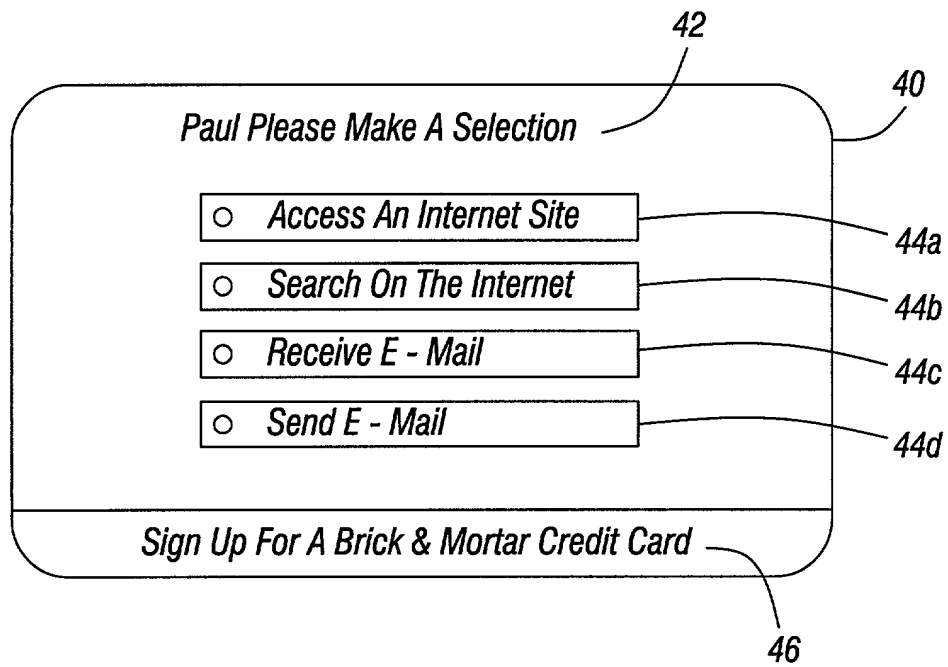 42
40
Paul Please Make A Selection
Access An Internet Site
44a
Search On The Internet
44b
Receive E - Mail
44c
Send E - Mail
44d
Sign Up For A Brick & Mortar Credit Card
46